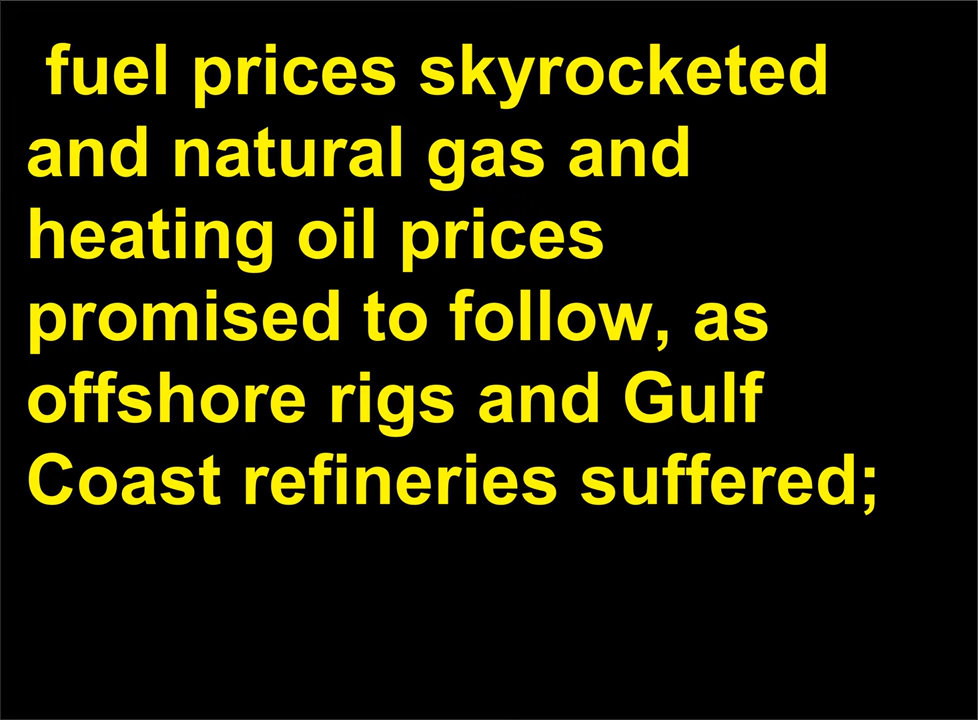 fuel prices skyrocketed
and natural gas and
heating oil prices
promised to follow, as
offshore rigs and Gulf
Coast refineries suffered;